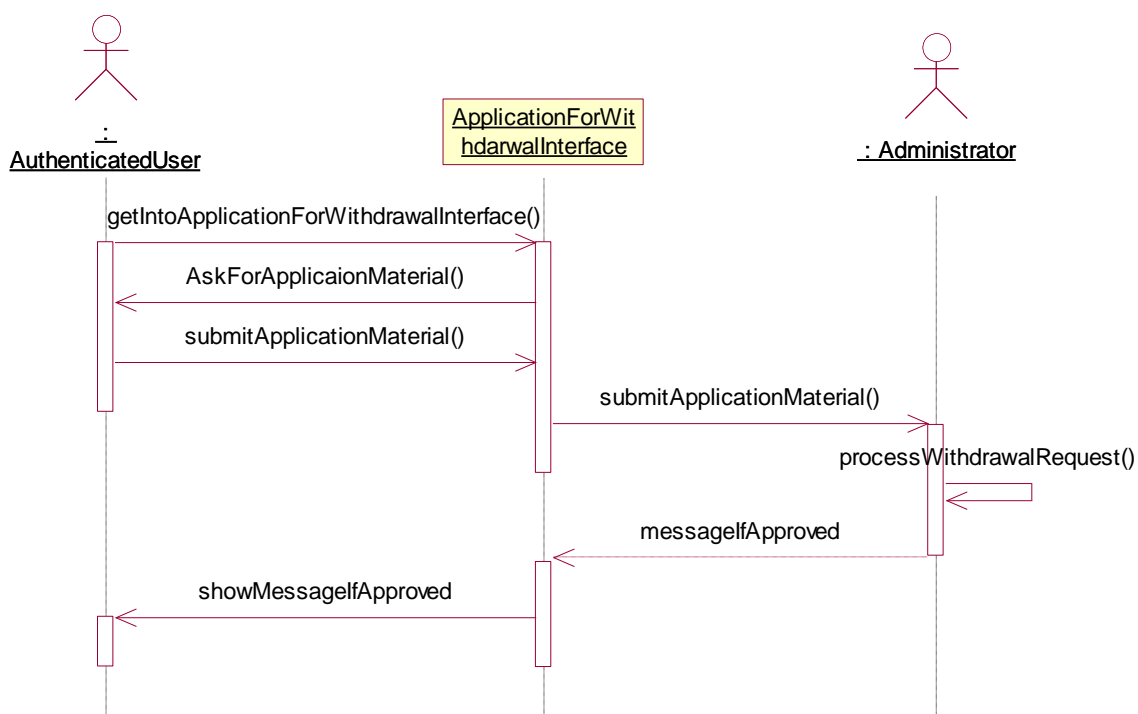 :
AuthenticatedUser
ApplicationForWit
hdarwalInterface
: Administrator
getIntoApplicationForWithdrawalInterface()
AskForApplicaionMaterial()
submitApplicationMaterial()
submitApplicationMaterial()
processWithdrawalRequest()
messageIfApproved
showMessageIfApproved